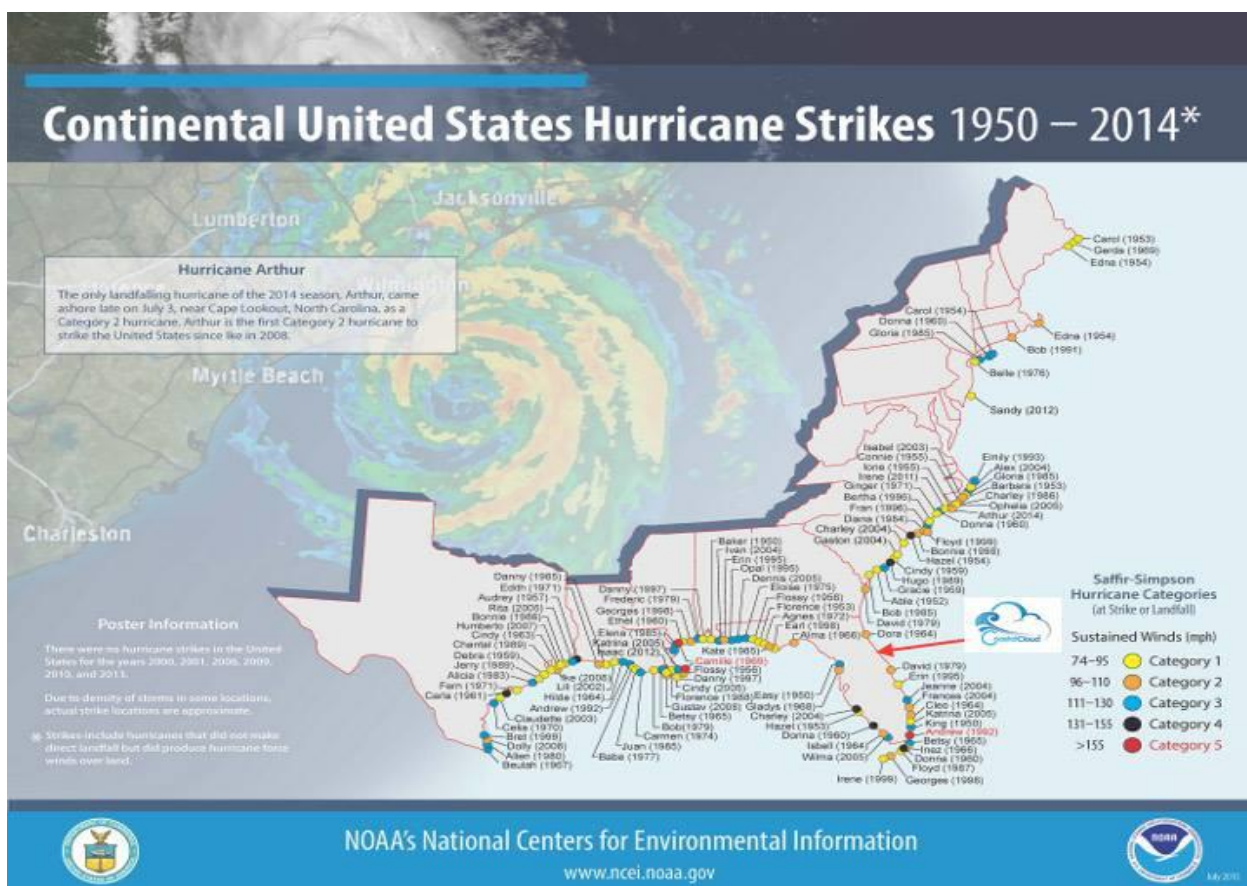 Continental United States Hurricane Strikes 1950 – 2014*
Jacksonville
Lumberton
Wilmington
Myrtle Beach
Charleston
Hurricane Arthur
The only landfalling hurricane of the 2014 season, Arthur, came
ashore late on July 3, near Cape Lookout, North Carolina, as a
Category 2 hurricane. Arthur is the first Category 2 hurricane to
strike the United States since Ike in 2008.
Poster Information
There were no hurricane strikes in the United
States for the years 2000, 2001, 2006, 2009,
2010, and 2013.
Due to density of storms in some locations,
actual strike locations are approximate.
* Strikes include hurricanes that did not make
direct landfall but did produce hurricane force
winds over land.
Carol (1953)
Gerda (1969)
Edna (1954)
Carol (1954)
Donna (1960)
Gloria (1985)
Edna (1954)
Bob (1991)
Belle (1976)
Sandy (2012)
Isabel (2003)
Connie (1955)
Ione (1955)
Irene (2011)
Ginger (1971)
Bertha (1996)
Fran (1996)
Diana (1984)
Charley (2004)
Gaston (2004)
Emily (1993)
Alex (2004)
Gloria (1985)
Barbara (1953)
Charley (1986)
Ophelia (2005)
Arthur (2014)
Donna (1960)
Floyd (1999)
Bonnie (1998)
Hazel (1954)
Cindy (1959)
Hugo (1989)
Gracie (1959)
Able (1952)
Bob (1985)
David (1979)
Dora (1964)
Baker (1950)
Ivan (2004)
Erin (1995)
Opal (1995)
Dennis (2005)
Eloise (1975)
Flossy (1956)
Florence (1953)
Agnes (1972)
Earl (1998)
Alma (1966)
Danny (1985)
Edith (1971)
Audrey (1957)
Rita (2005)
Bonnie (1986)
Humberto (2007)
Cindy (1963)
Chantal (1989)
Debra (1959)
Jerry (1989)
Alicia (1983)
Fern (1971)
Carla (1961)
Danny (1997)
Frederic (1979)
Georges (1998)
Ethel (1960)
Elena (1985)
Katrina (2005)
Isaac (2012)
Kate (1985)
Camille (1969)
Flossy (1956)
Danny (1997)
Cindy (2005)
Florence (1988)
Gustav (2008)
Betsy (1965)
Bob(1979)
Carmen (1974)
Juan (1985)
Babe (1977)
Ike (2008)
Lili (2002)
Hilda (1964)
Andrew (1992)
Claudette (2003)
Celia (1970)
Bret (1999)
Dolly (2008)
Allen (1980)
Beulah (1967)
Easy (1950)
Gladys (1968)
Charley (2004)
Hazel (1953)
Donna (1960)
Isbell (1964)
Wilma (2005)
Irene (1999)
Georges (1998)
Floyd (1987)
Donna (1960)
Inez (1966)
Betsy (1965)
Andrew (1992)
King (1950)
Katrina (2005)
Cleo (1964)
Frances (2004)
Jeanne (2004)
Erin (1995)
David (1979)
CoastalCloud
Saffir-Simpson
Hurricane Categories
(at Strike or Landfall)
Sustained Winds (mph)
74–95 Category 1
96–110 Category 2
111–130 Category 3
131–155 Category 4
>155 Category 5
NOAA's National Centers for Environmental Information
www.ncei.noaa.gov
NOAA